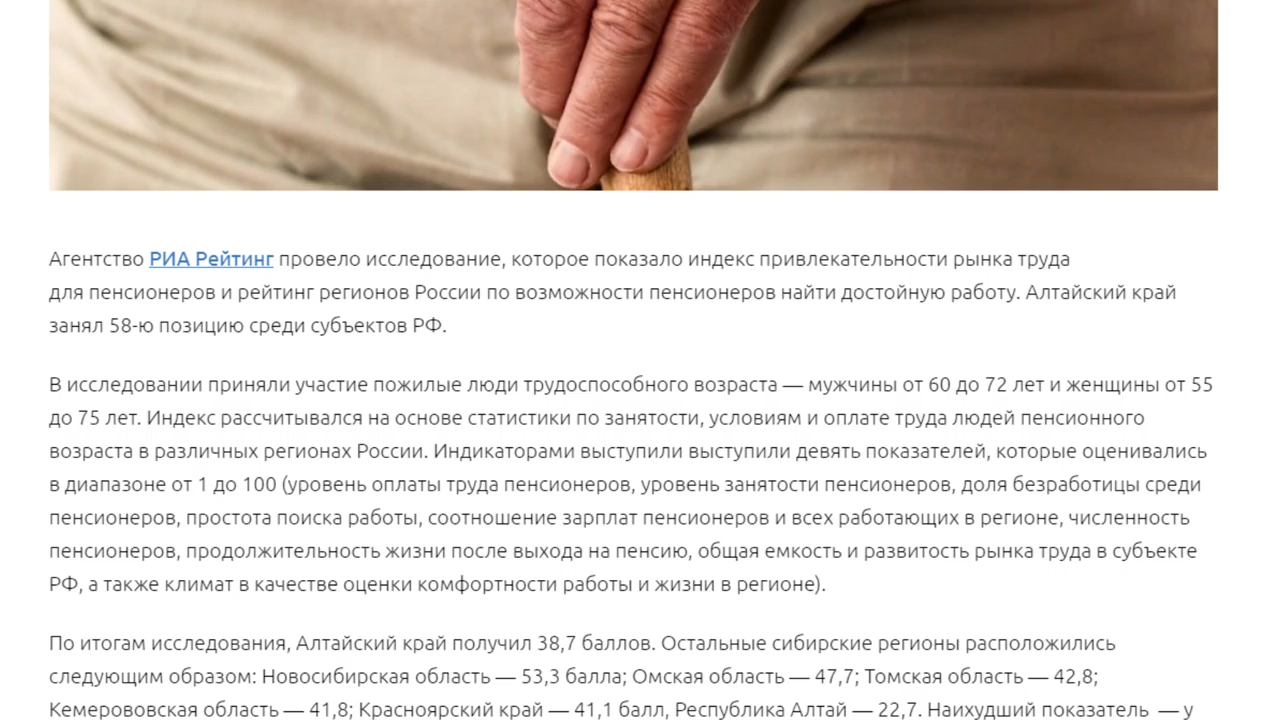 Агентство РИА Рейтинг провело исследование, которое показало индекс привлекательности рынка труда
для пенсионеров и рейтинг регионов России по возможности пенсионеров найти достойную работу. Алтайский край
занял 58-ю позицию среди субъектов РФ.
В исследовании приняли участие пожилые люди трудоспособного возраста — мужчины от 60 до 72 лет и женщины от 55
до 75 лет. Индекс рассчитывался на основе статистики по занятости, условиям и оплате труда людей пенсионного
возраста в различных регионах России. Индикаторами выступили выступили девять показателей, которые оценивались
в диапазоне от 1 до 100 (уровень оплаты труда пенсионеров, уровень занятости пенсионеров, доля безработицы среди
пенсионеров, простота поиска работы, соотношение зарплат пенсионеров и всех работающих в регионе, численность
пенсионеров, продолжительность жизни после выхода на пенсию, общая емкость и развитость рынка труда в субъекте
РФ, а также климат в качестве оценки комфортности работы и жизни в регионе).
По итогам исследования, Алтайский край получил 38,7 баллов. Остальные сибирские регионы расположились
следующим образом: Новосибирская область — 53,3 балла; Омская область — 47,7; Томская область — 42,8;
Кемерововская область — 41,8; Красноярский край — 41,1 балл, Республика Алтай — 22,7. Наихудший показатель — у